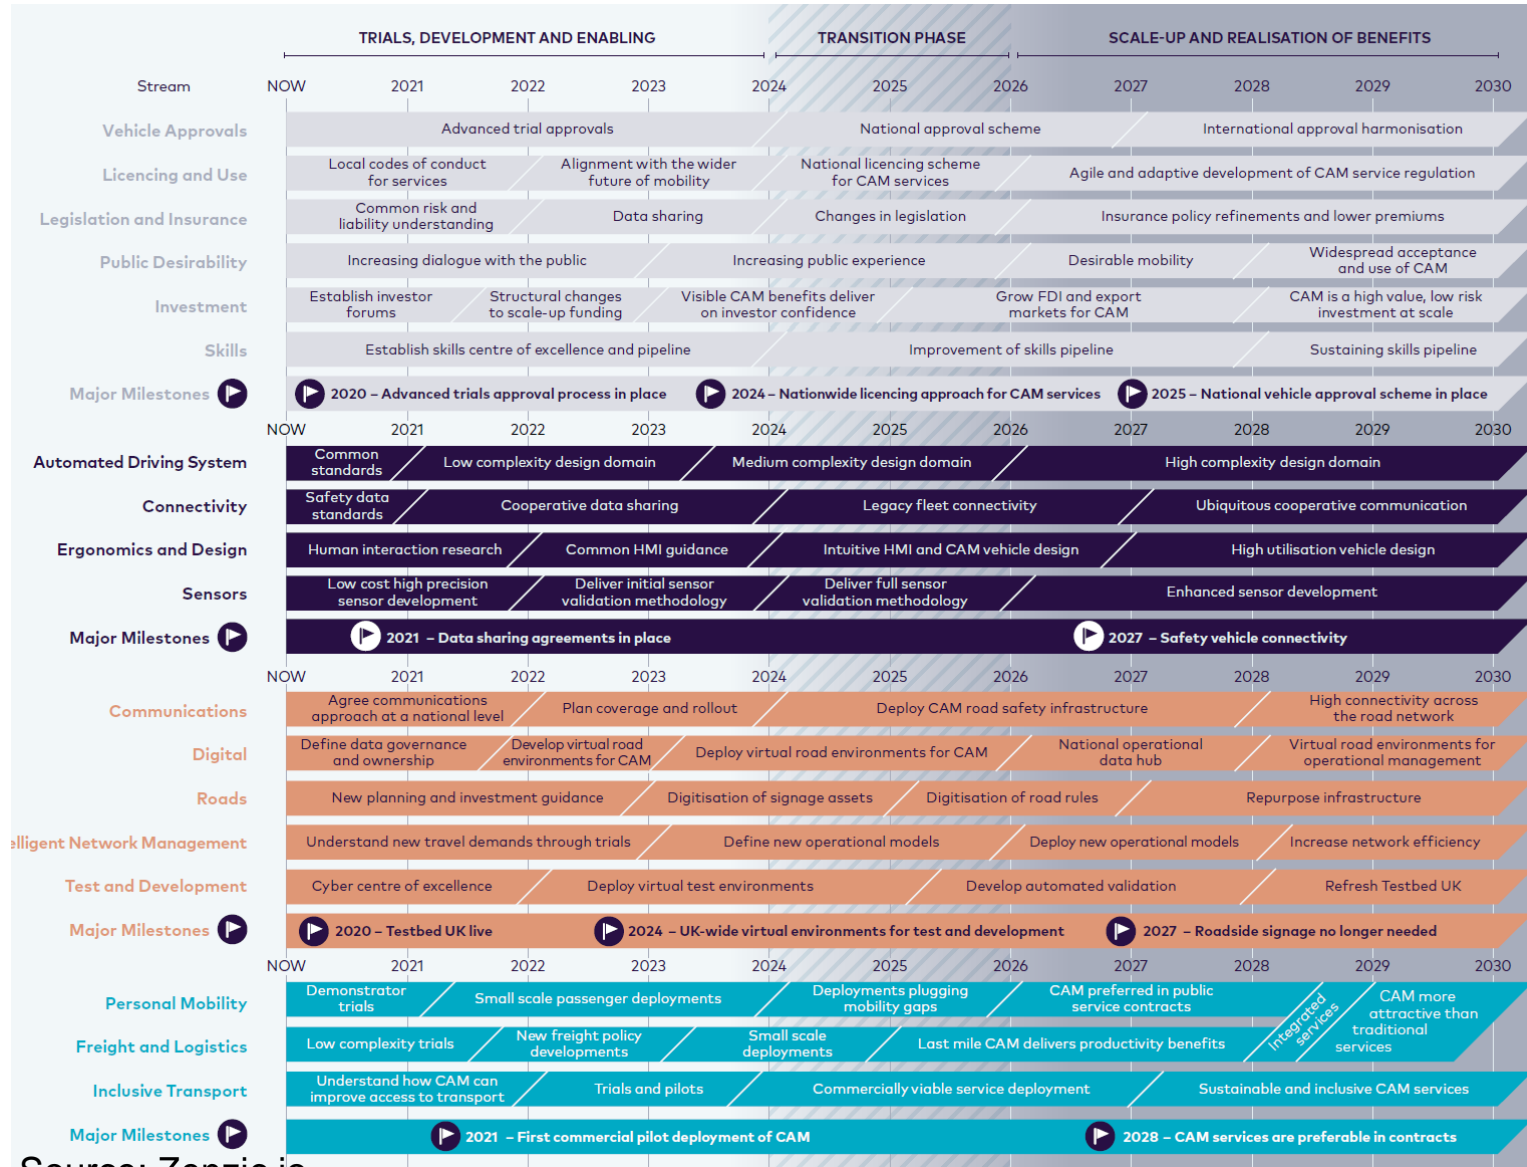 TRIALS, DEVELOPMENT AND ENABLING TRANSITION PHASE SCALE-UP AND REALISATION OF BENEFITS
Stream NOW 2021 2022 2023 2024 2025 2026 2027 2028 2029 2030
Vehicle Approvals Advanced trial approvals National approval scheme International approval harmonisation
Licencing and Use
Local codes of conduct
for services
Alignment with the wider
future of mobility
National licencing scheme
for CAM services
Agile and adaptive development of CAM service regulation
Legislation and Insurance
Common risk and
liability understanding
Data sharing
Changes in legislation
Insurance policy refinements and lower premiums
Public Desirability
Increasing dialogue with the public
Increasing public experience
Desirable mobility
Widespread acceptance
and use of CAM
Investment
Establish investor
forums
Structural changes
to scale-up funding
Visible CAM benefits deliver
on investor confidence
Grow FDI and export
markets for CAM
CAM is a high value, low risk
investment at scale
Skills
Establish skills centre of excellence and pipeline
Improvement of skills pipeline
Sustaining skills pipeline
Major Milestones
2020 – Advanced trials approval process in place
2024 – Nationwide licencing approach for CAM services
2025 – National vehicle approval scheme in place
NOW 2021 2022 2023 2024 2025 2026 2027 2028 2029 2030
Automated Driving System
Common
standards
Low complexity design domain
Medium complexity design domain
High complexity design domain
Connectivity
Safety data
standards
Cooperative data sharing
Legacy fleet connectivity
Ubiquitous cooperative communication
Ergonomics and Design
Human interaction research
Common HMI guidance
Intuitive HMI and CAM vehicle design
High utilisation vehicle design
Sensors
Low cost high precision
sensor development
Deliver initial sensor
validation methodology
Deliver full sensor
validation methodology
Enhanced sensor development
Major Milestones
2021 – Data sharing agreements in place
2027 – Safety vehicle connectivity
NOW 2021 2022 2023 2024 2025 2026 2027 2028 2029 2030
Communications
Agree communications
approach at a national level
Plan coverage and rollout
Deploy CAM road safety infrastructure
High connectivity across
the road network
Digital
Define data governance
and ownership
Develop virtual road
environments for CAM
Deploy virtual road environments for CAM
National operational
data hub
Virtual road environments for
operational management
Roads
New planning and investment guidance
Digitisation of signage assets
Digitisation of road rules
Repurpose infrastructure
elligent Network Management
Understand new travel demands through trials
Define new operational models
Deploy new operational models
Increase network efficiency
Test and Development
Cyber centre of excellence
Deploy virtual test environments
Develop automated validation
Refresh Testbed UK
Major Milestones
2020 – Testbed UK live
2024 – UK-wide virtual environments for test and development
2027 – Roadside signage no longer needed
NOW 2021 2022 2023 2024 2025 2026 2027 2028 2029 2030
Personal Mobility
Demonstrator
trials
Small scale passenger deployments
Deployments plugging
mobility gaps
CAM preferred in public
service contracts
Integrated
services
CAM more
attractive than
traditional
services
Freight and Logistics
Low complexity trials
New freight policy
developments
Small scale
deployments
Last mile CAM delivers productivity benefits
Inclusive Transport
Understand how CAM can
improve access to transport
Trials and pilots
Commercially viable service deployment
Sustainable and inclusive CAM services
Major Milestones
2021 – First commercial pilot deployment of CAM
2028 – CAM services are preferable in contracts
Source: Zenzic.io